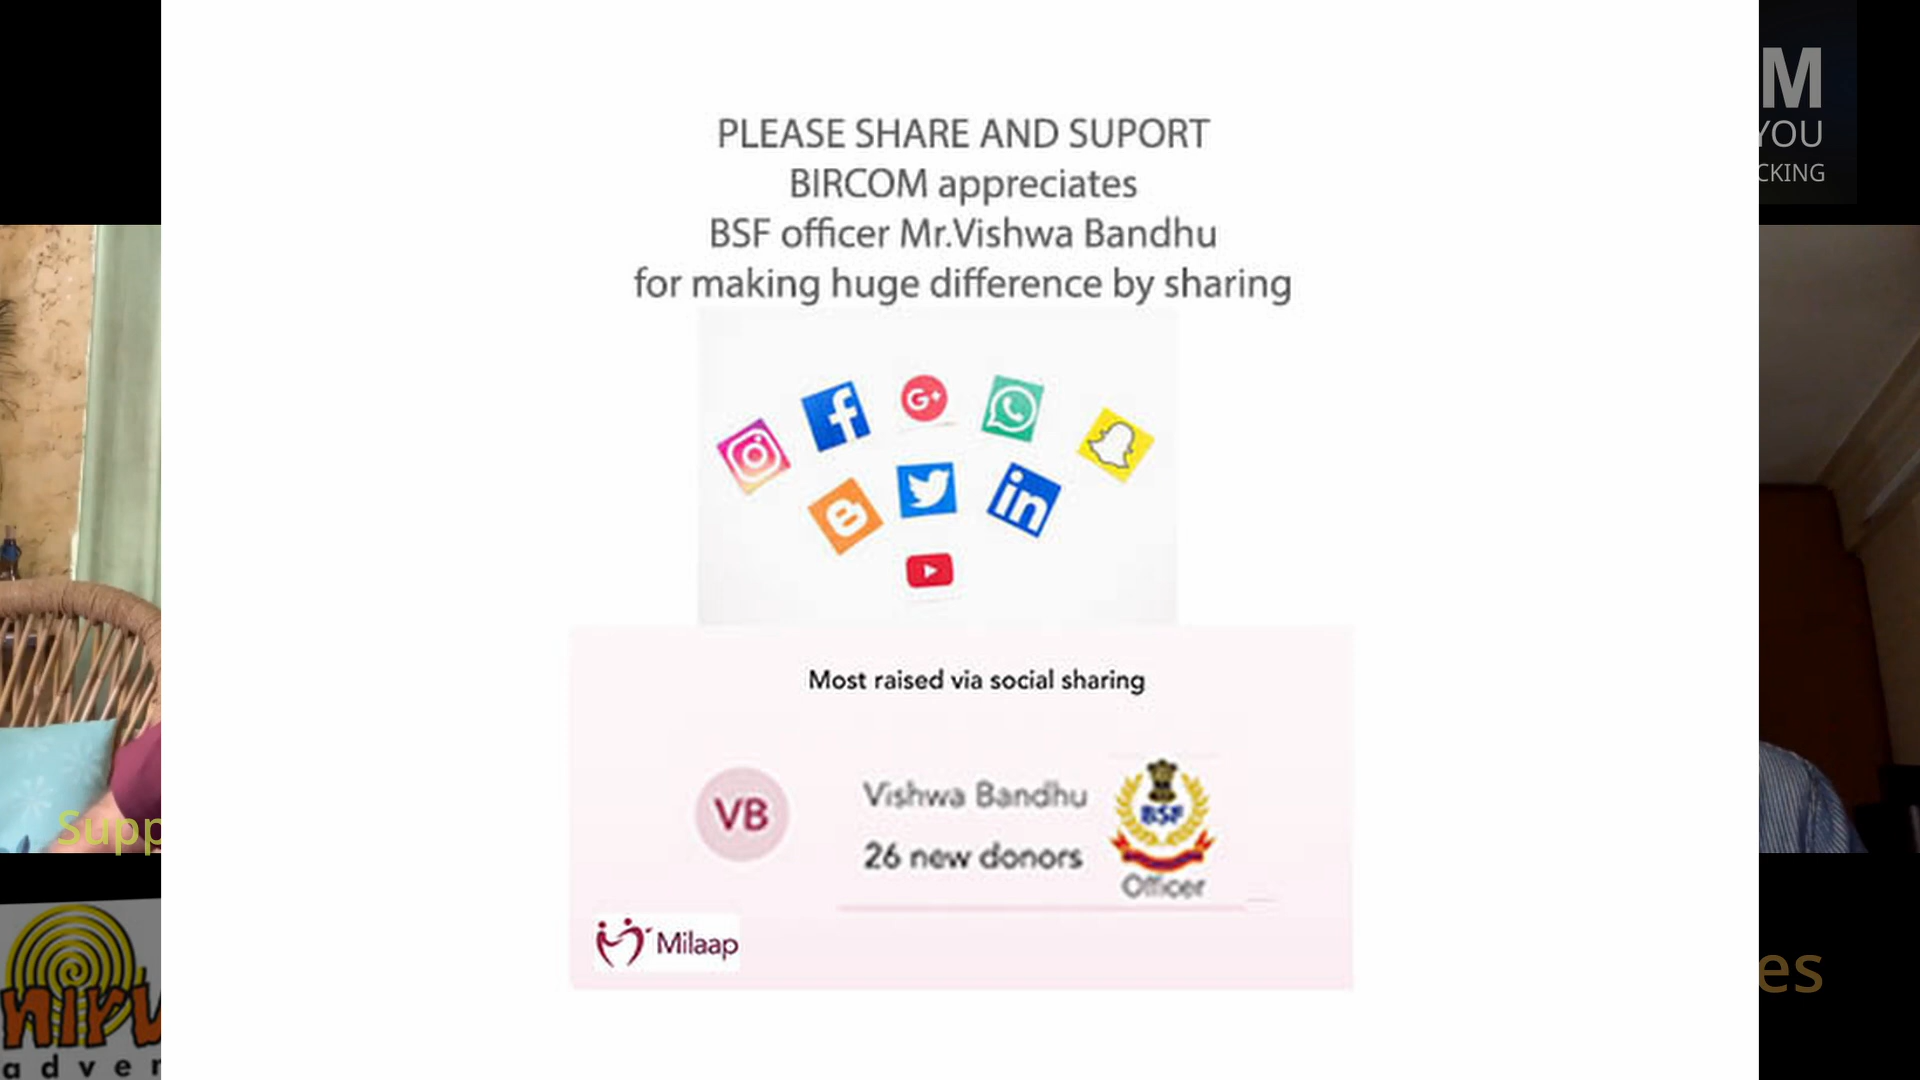 PLEASE SHARE AND SUPORT
BIRCOM appreciates
BSF officer Mr.Vishwa Bandhu
for making huge difference by sharing
Most raised via social sharing
VB
Vishwa Bandhu
26 new donors
BSF
Officer
Milaap
M
YOU
CKING
Supp
es
niru
adver